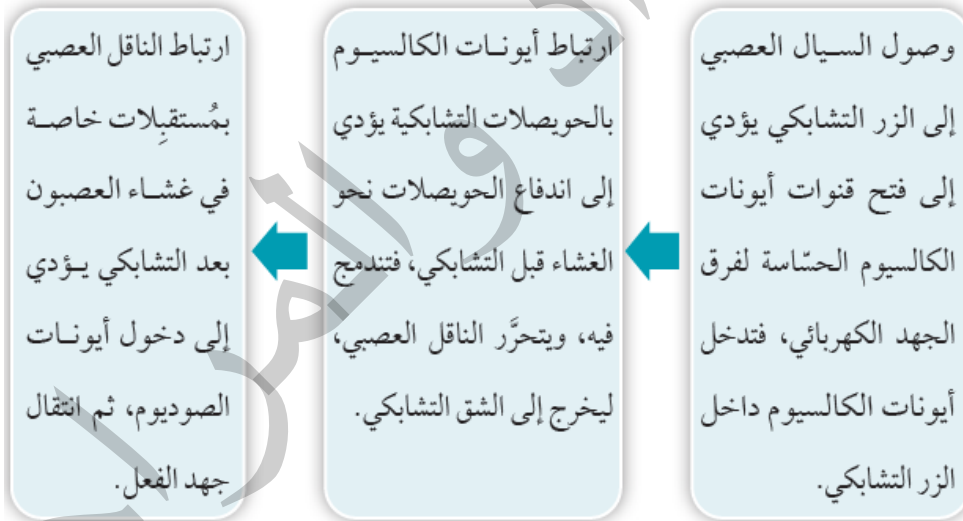 وصول السيال العصبي
إلى الزر التشابكي يؤدي
إلى فتح قنوات أيونات
الكالسيوم الحسّاسة لفرق
الجهد الكهربائي، فتدخل
أيونات الكالسيوم داخل
الزر التشابكي.
ارتباط أيونات الكالسيوم
بالحويصلات التشابكية يؤدي
إلى اندفاع الحويصلات نحو
الغشاء قبل التشابكي، فتندمج
فيه، ويتحرَّر الناقل العصبي،
ليخرج إلى الشق التشابكي.
ارتباط الناقل العصبي
بمُستقبِلات خاصة
في غشاء العصبون
بعد التشابكي يؤدي
إلى دخول أيونات
الصوديوم، ثم انتقال
جهد الفعل.